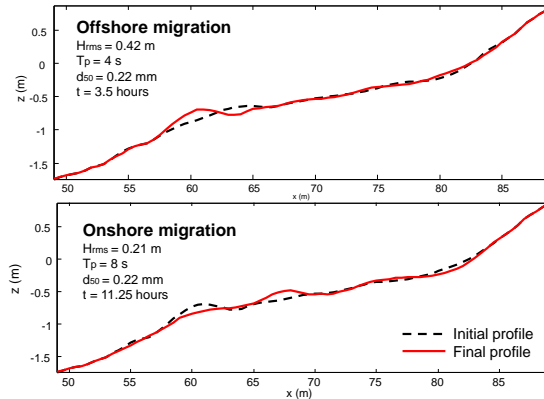 Offshore migration
Hrms = 0.42 m
Tp = 4 s
d50 = 0.22 mm
t = 3.5 hours
z (m)
0.5
0
-0.5
-1
-1.5
50 55 60 65 70 75 80 85
x (m)
Onshore migration
Hrms = 0.21 m
Tp = 8 s
d50 = 0.22 mm
t = 11.25 hours
z (m)
0.5
0
-0.5
-1
-1.5
Initial profile
Final profile
50 55 60 65 70 75 80 85
x (m)